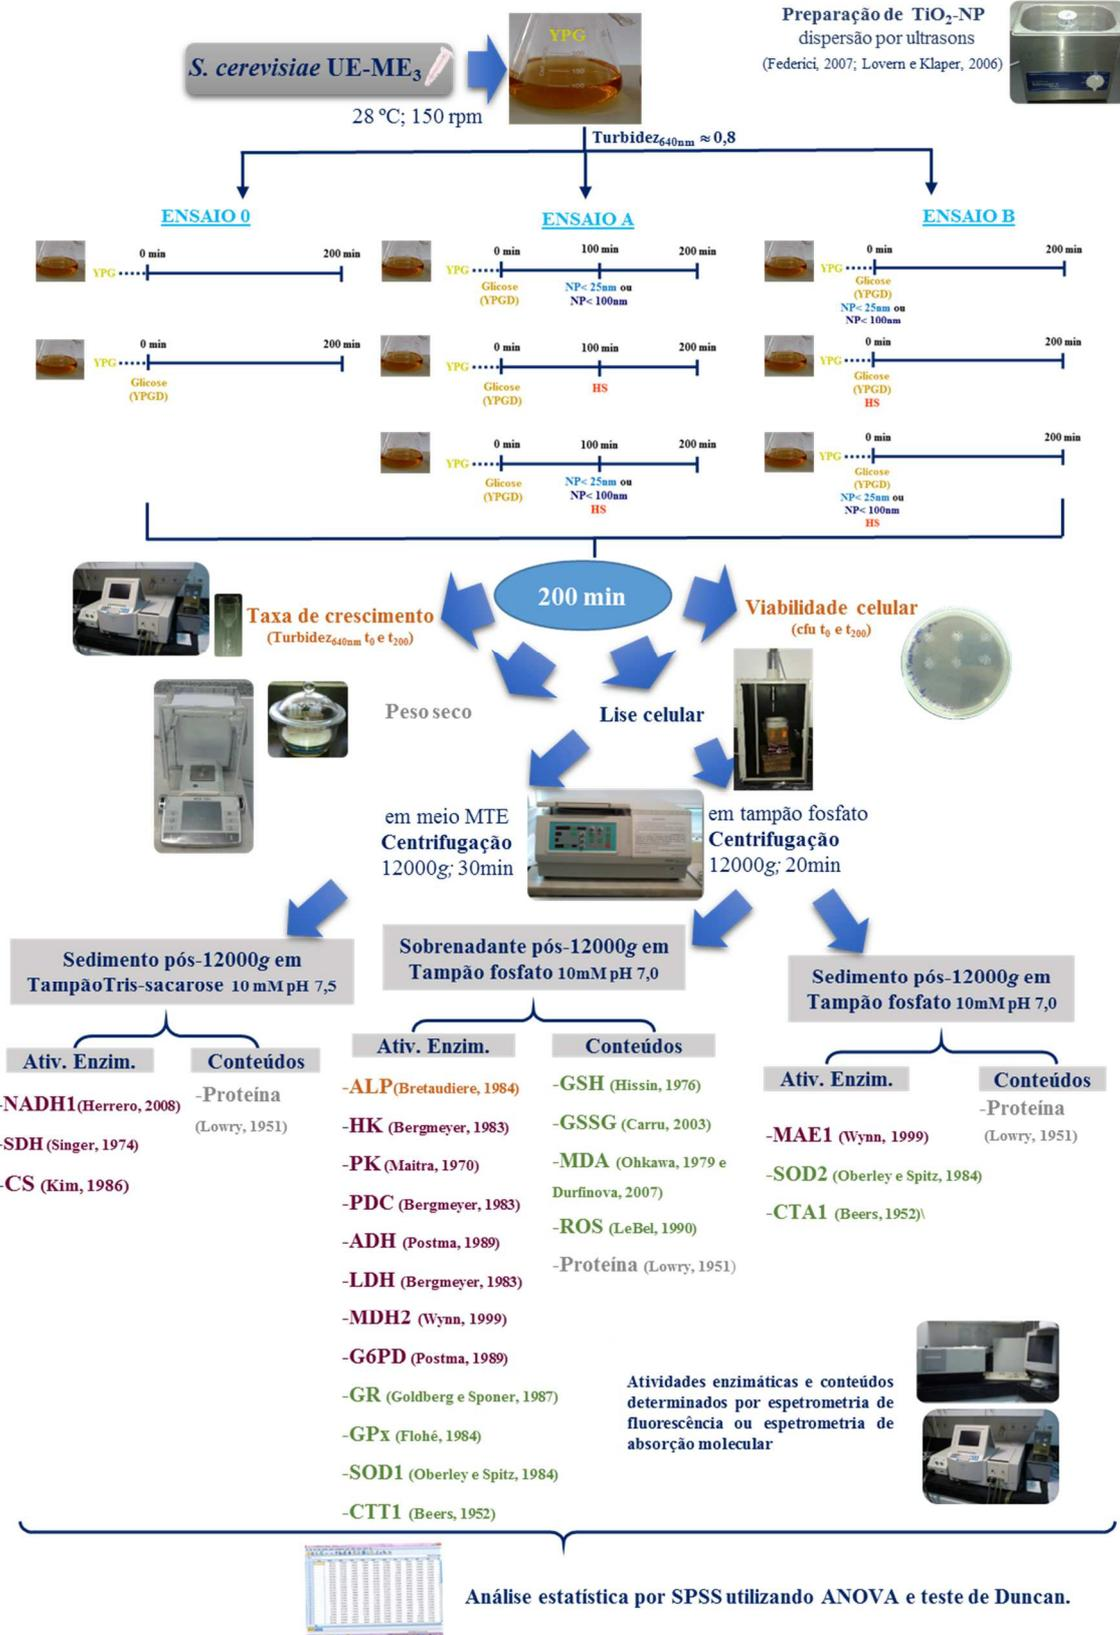 Preparação de TiO2-NP
dispersão por ultrasons
(Federici, 2007; Lovern e Klaper, 2006)
S. cerevisiae UE-ME3
YPG
28 ºC; 150 rpm
Turbidez640nm ≈ 0,8
ENSAIO 0
0 min 200 min
YPG
0 min 200 min
YPG
Glicose
(YPGD)
ENSAIO A
0 min 100 min 200 min
YPG
Glicose NP< 25nm ou
(YPGD) NP< 100nm
0 min 100 min 200 min
YPG
Glicose HS
(YPGD)
0 min 100 min 200 min
YPG
Glicose NP< 25nm ou
(YPGD) NP< 100nm
HS
ENSAIO B
0 min 200 min
YPG
Glicose
(YPGD)
NP< 25nm ou
NP< 100nm
0 min 200 min
YPG
Glicose
(YPGD)
HS
0 min 200 min
YPG
Glicose
(YPGD)
NP< 25nm ou
NP< 100nm
HS
200 min
Taxa de crescimento
(Turbidez640nm t0 e t200)
Viabilidade celular
(cfu t0 e t200)
Peso seco
Lise celular
em meio MTE
Centrifugação
12000g; 30min
em tampão fosfato
Centrifugação
12000g; 20min
Sedimento pós-12000g em
TampãoTris-sacarose 10 mM pH 7,5
Ativ. Enzim. Conteúdos
-NADH1(Herrero, 2008)
-SDH (Singer, 1974)
-CS (Kim, 1986)
-Proteína
(Lowry, 1951)
Sobrenadante pós-12000g em
Tampão fosfato 10mM pH 7,0
Ativ. Enzim. Conteúdos
-ALP(Bretaudiere, 1984)
-HK (Bergmeyer, 1983)
-PK (Maitra, 1970)
-PDC (Bergmeyer, 1983)
-ADH (Postma, 1989)
-LDH (Bergmeyer, 1983)
-MDH2 (Wynn, 1999)
-G6PD (Postma, 1989)
-GR (Goldberg e Sponer, 1987)
-GPx (Flohé, 1984)
-SOD1 (Oberley e Spitz, 1984)
-CTT1 (Beers, 1952)
-GSH (Hissin, 1976)
-GSSG (Carru, 2003)
-MDA (Ohkawa, 1979 e
Durfinova, 2007)
-ROS (LeBel, 1990)
-Proteína (Lowry, 1951)
Sedimento pós-12000g em
Tampão fosfato 10mM pH 7,0
Ativ. Enzim. Conteúdos
-MAE1 (Wynn, 1999)
-SOD2 (Oberley e Spitz, 1984)
-CTA1 (Beers, 1952)\
-Proteína
(Lowry, 1951)
Atividades enzimáticas e conteúdos
determinados por espetrometria de
fluorescência ou espetrometria de
absorção molecular
Análise estatística por SPSS utilizando ANOVA e teste de Duncan.